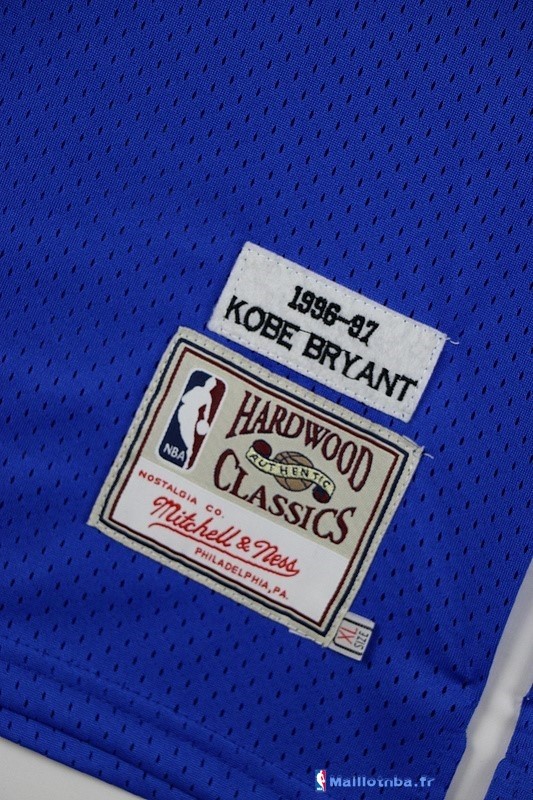 1996-97
KOBE BRYANT
NBA
HARDWOOD
AUTHENTIC
CLASSICS
NOSTALGIA CO.
Mitchell & Ness
PHILADELPHIA, PA.
XL
SIZE
Maillotnba.fr